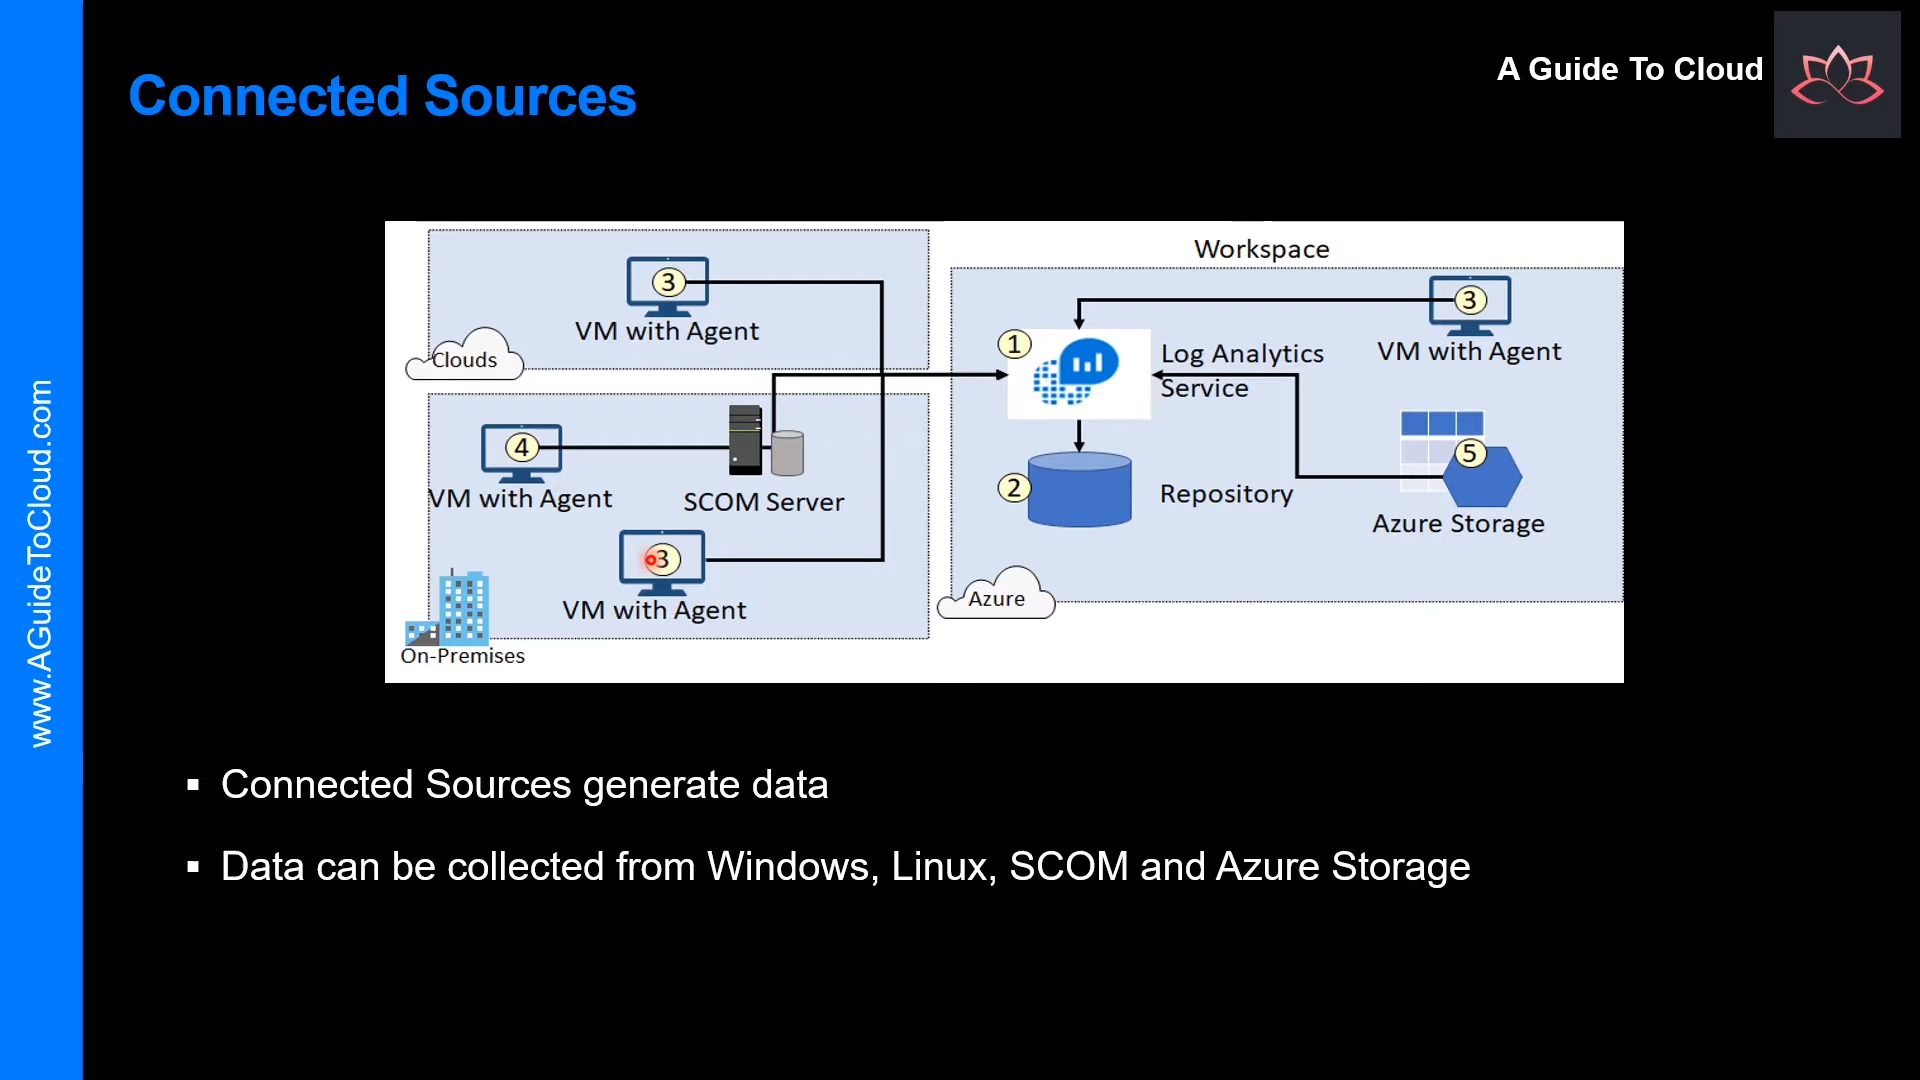 Connected Sources
A Guide To Cloud
www.AGuideToCloud.com
Workspace
3
VM with Agent
Clouds
3
VM with Agent
1
Log Analytics
Service
4
VM with Agent
SCOM Server
5
Azure Storage
2
Repository
3
VM with Agent
Azure
On-Premises
▪ Connected Sources generate data
▪ Data can be collected from Windows, Linux, SCOM and Azure Storage